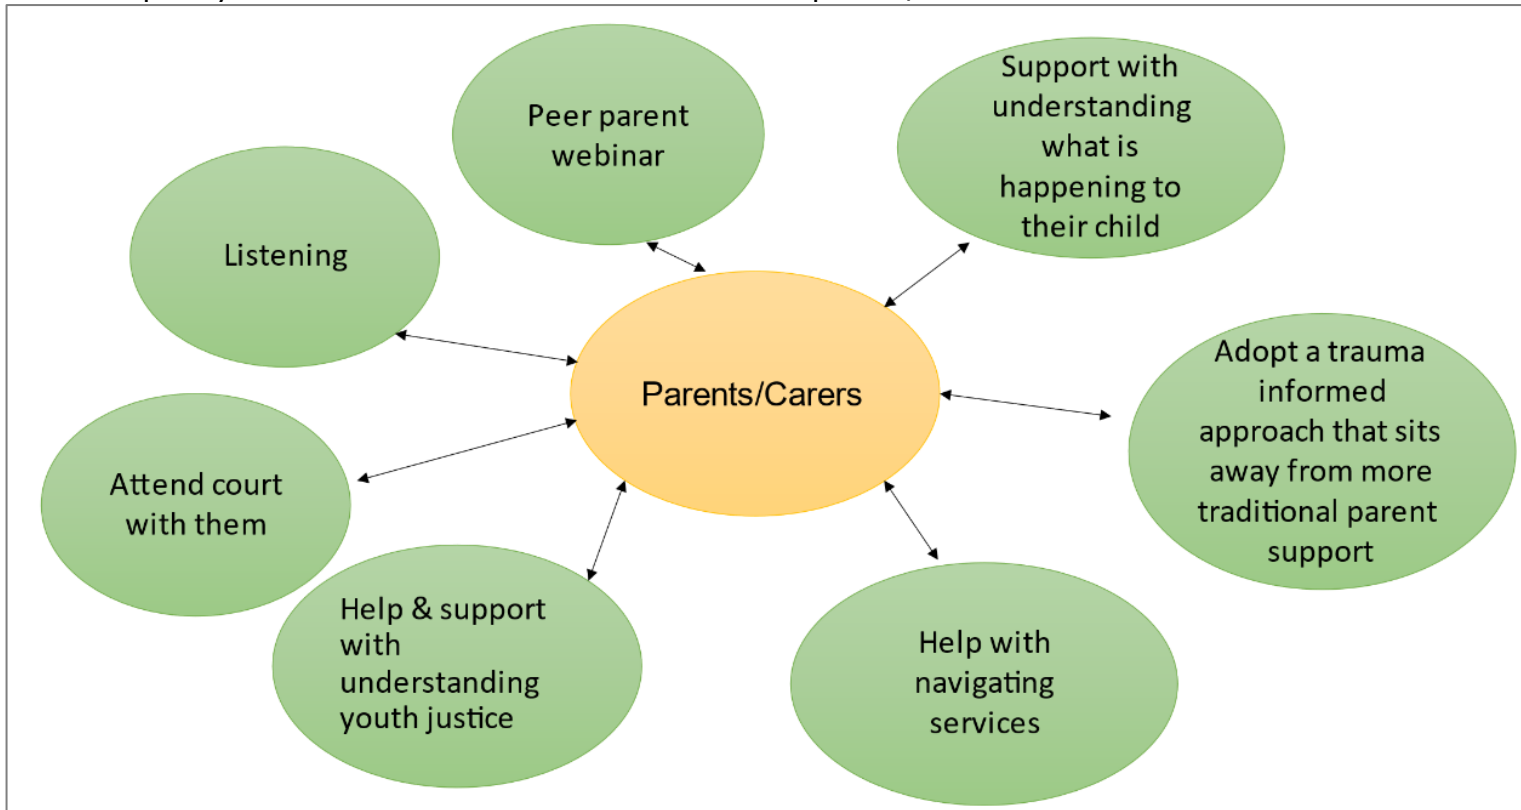 Peer parent
webinar
Support with
understanding
what is
happening to
their child
Listening
Parents/Carers
Adopt a trauma
informed
approach that sits
away from more
traditional parent
support
Attend court
with them
Help & support
with
understanding
youth justice
Help with
navigating
services